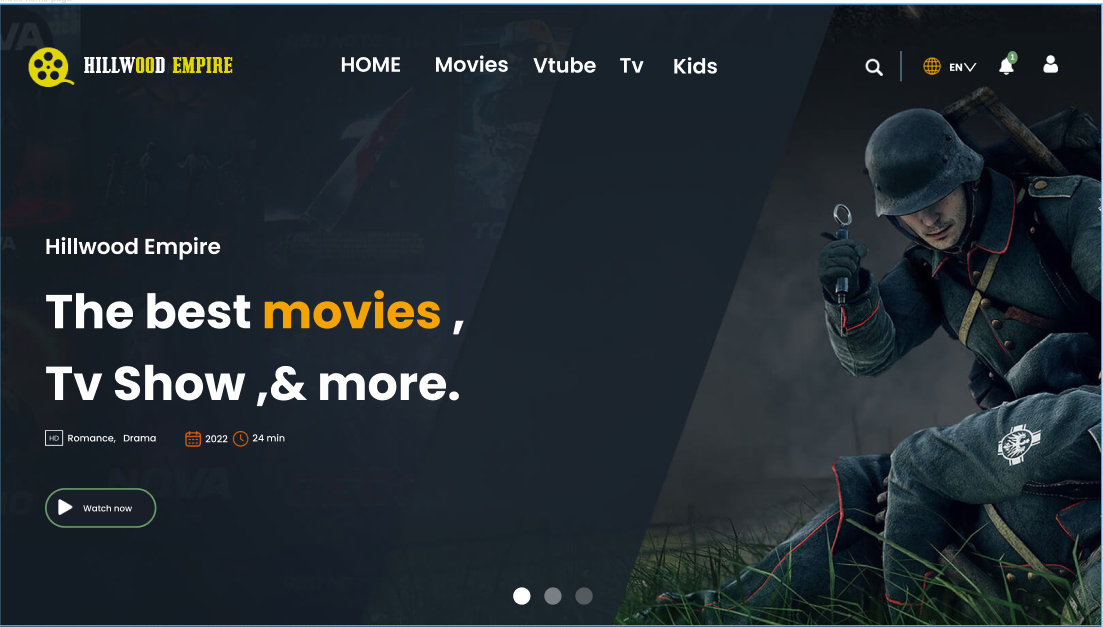 HILLWOOD EMPIRE
HOME Movies Vtube Tv Kids
EN
1
Hillwood Empire
The best movies ,
Tv Show ,& more.
HD Romance, Drama 2022 24 min
NOVA
Watch now